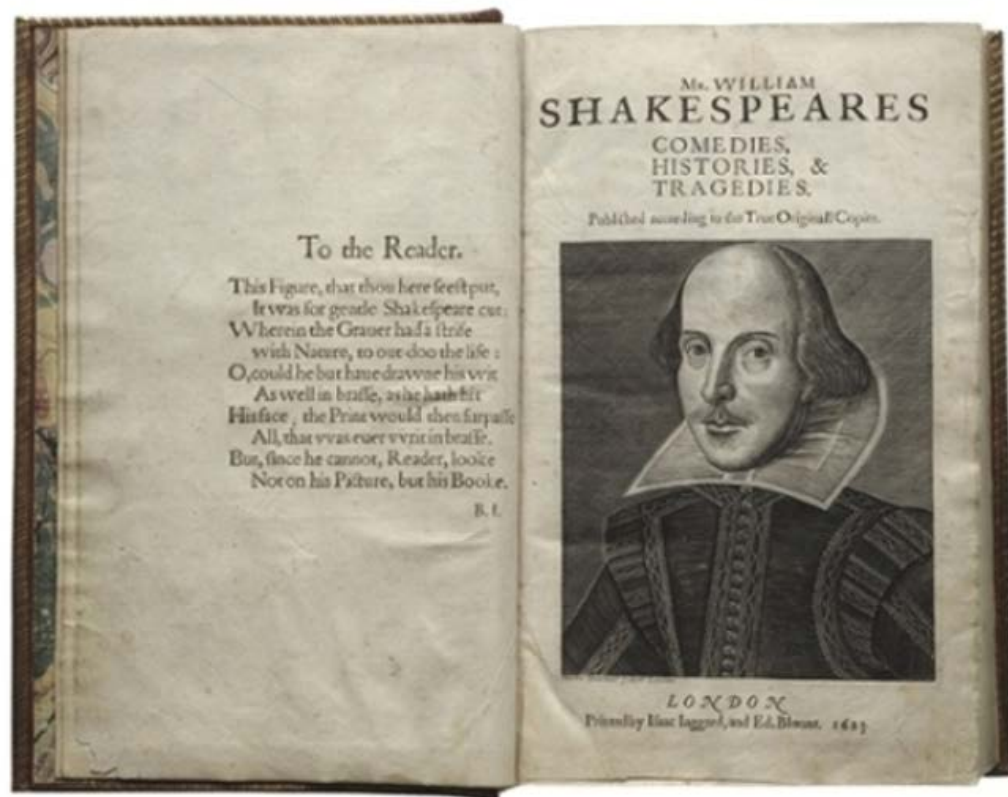 To the Reader.
This Figure, that thou here seeſt put,
It was for gentle Shakeſpeare cut:
Wherein the Grauer had a ſtrife
with Nature, to out-doo the life :
O, could he but haue drawne his wit
As well in braſſe, as he hath hit
His face , the Print would then ſurpaſſe
All, that vvas euer vvrit in braſſe.
But, ſince he cannot, Reader, looke
Not on his Picture, but his Booke.
B. I.
Mr. WILLIAM
SHAKESPEARES
COMEDIES,
HISTORIES, &
TRAGEDIES.
Publiſhed according to the True Originall Copies.
LONDON
Printed by Iſaac Iaggard, and Ed. Blount. 1623